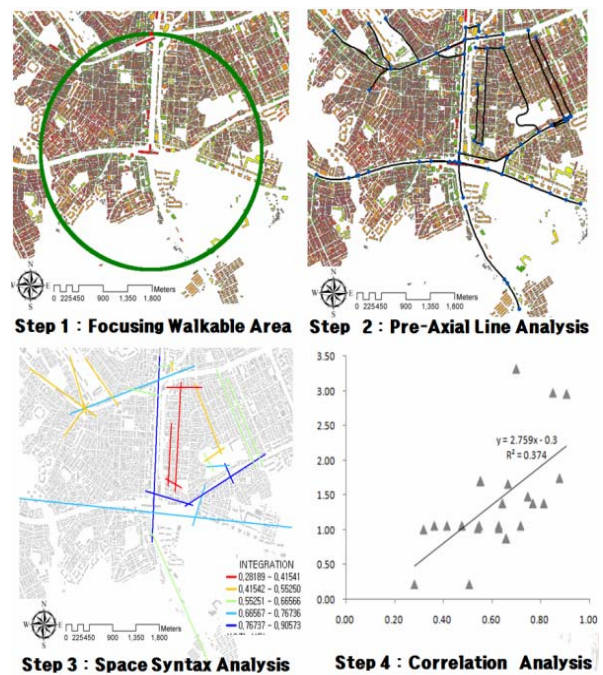 N
W E
S
Meters
0 225450 900 1,350 1,800
Step 1 : Focusing Walkable Area
N
W E
S
Meters
0 225450 900 1,350 1,800
Step 2 : Pre-Axial Line Analysis
N
W E
S
Meters
0 225450 900 1,350 1,800
INTEGRATION
0,28189 - 0,41541
0,41542 - 0,55250
0,55251 - 0,66566
0,66567 - 0,76736
0,76737 - 0,90573
Step 3 : Space Syntax Analysis
3.50
3.00
2.50
2.00
1.50
1.00
0.50
0.00
y = 2.759x - 0.3
R² = 0.374
0.00 0.20 0.40 0.60 0.80 1.00
Step 4 : Correlation Analysis